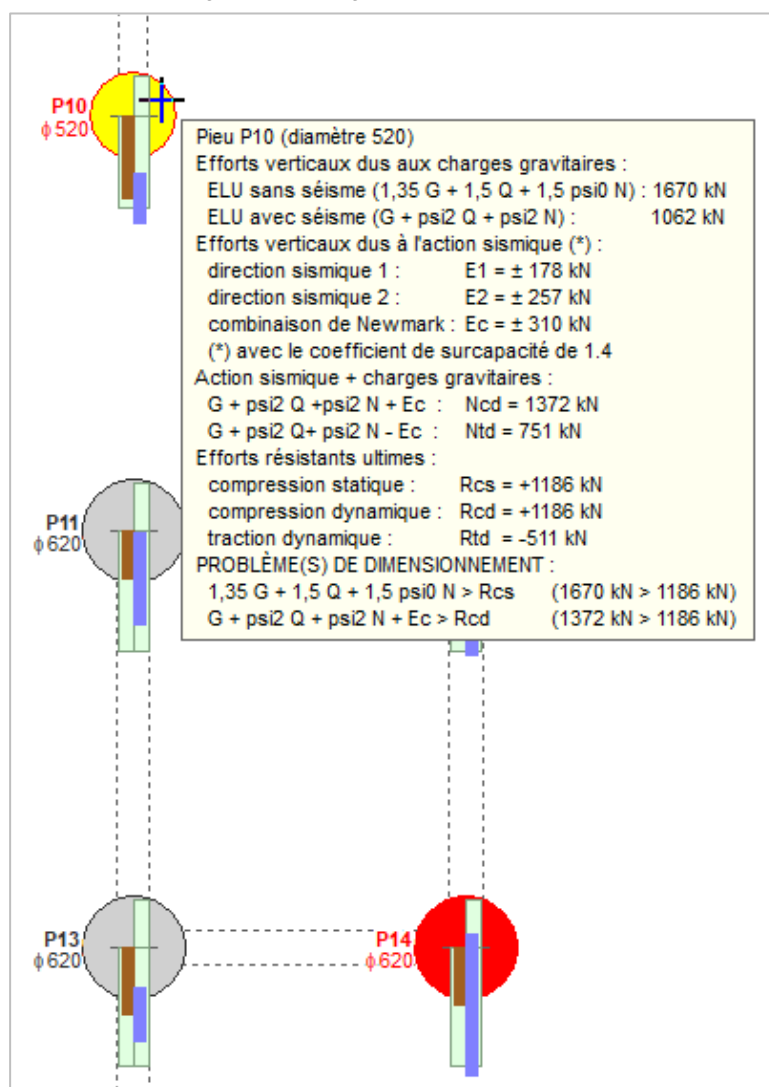 P10
ϕ520
Pieu P10 (diamètre 520)
Efforts verticaux dus aux charges gravitaires :
ELU sans séisme (1,35 G + 1,5 Q + 1,5 psi0 N) : 1670 kN
ELU avec séisme (G + psi2 Q + psi2 N) : 1062 kN
Efforts verticaux dus à l'action sismique (*) :
direction sismique 1 : E1 = ± 178 kN
direction sismique 2 : E2 = ± 257 kN
combinaison de Newmark : Ec = ± 310 kN
(*) avec le coefficient de surcapacité de 1.4
Action sismique + charges gravitaires :
G + psi2 Q +psi2 N + Ec : Ncd = 1372 kN
G + psi2 Q+ psi2 N - Ec : Ntd = 751 kN
Efforts résistants ultimes :
compression statique : Rcs = +1186 kN
compression dynamique : Rcd = +1186 kN
traction dynamique : Rtd = -511 kN
PROBLÈME(S) DE DIMENSIONNEMENT :
1,35 G + 1,5 Q + 1,5 psi0 N > Rcs (1670 kN > 1186 kN)
G + psi2 Q + psi2 N + Ec > Rcd (1372 kN > 1186 kN)
P11
ϕ620
P13
ϕ620
P14
ϕ620